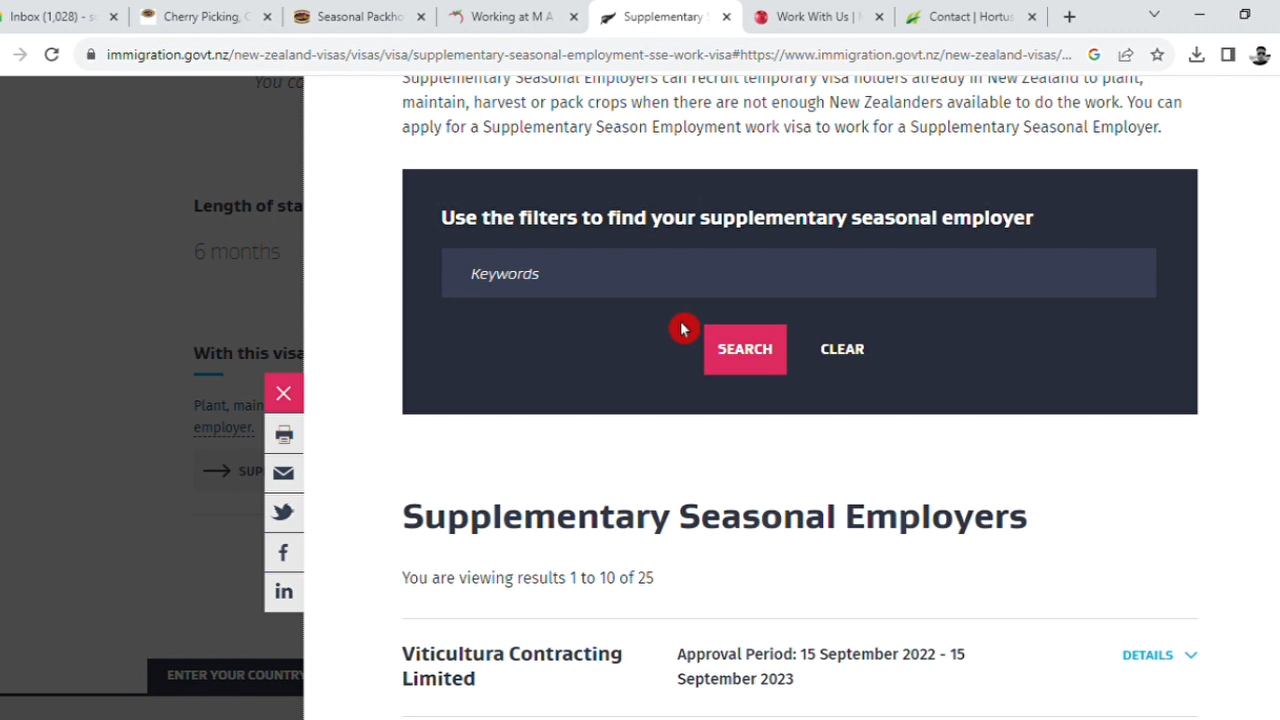 Inbox (1,028) - s
Cherry Picking, C
Seasonal Packho
Working at M A
Supplementary S
Work With Us |
Contact | Hortus
immigration.govt.nz/new-zealand-visas/visas/visa/supplementary-seasonal-employment-sse-work-visa#https://www.immigration.govt.nz/new-zealand-visas/...
You co
Length of sta
6 months
With this visa
Plant, main
employer.
SUP
ENTER YOUR COUNTRY
Supplementary Seasonal Employers can recruit temporary visa holders already in New Zealand to plant,
maintain, harvest or pack crops when there are not enough New Zealanders available to do the work. You can
apply for a Supplementary Season Employment work visa to work for a Supplementary Seasonal Employer.
Use the filters to find your supplementary seasonal employer
Keywords
SEARCH
CLEAR
Supplementary Seasonal Employers
You are viewing results 1 to 10 of 25
Viticultura Contracting
Limited
Approval Period: 15 September 2022 - 15
September 2023
DETAILS